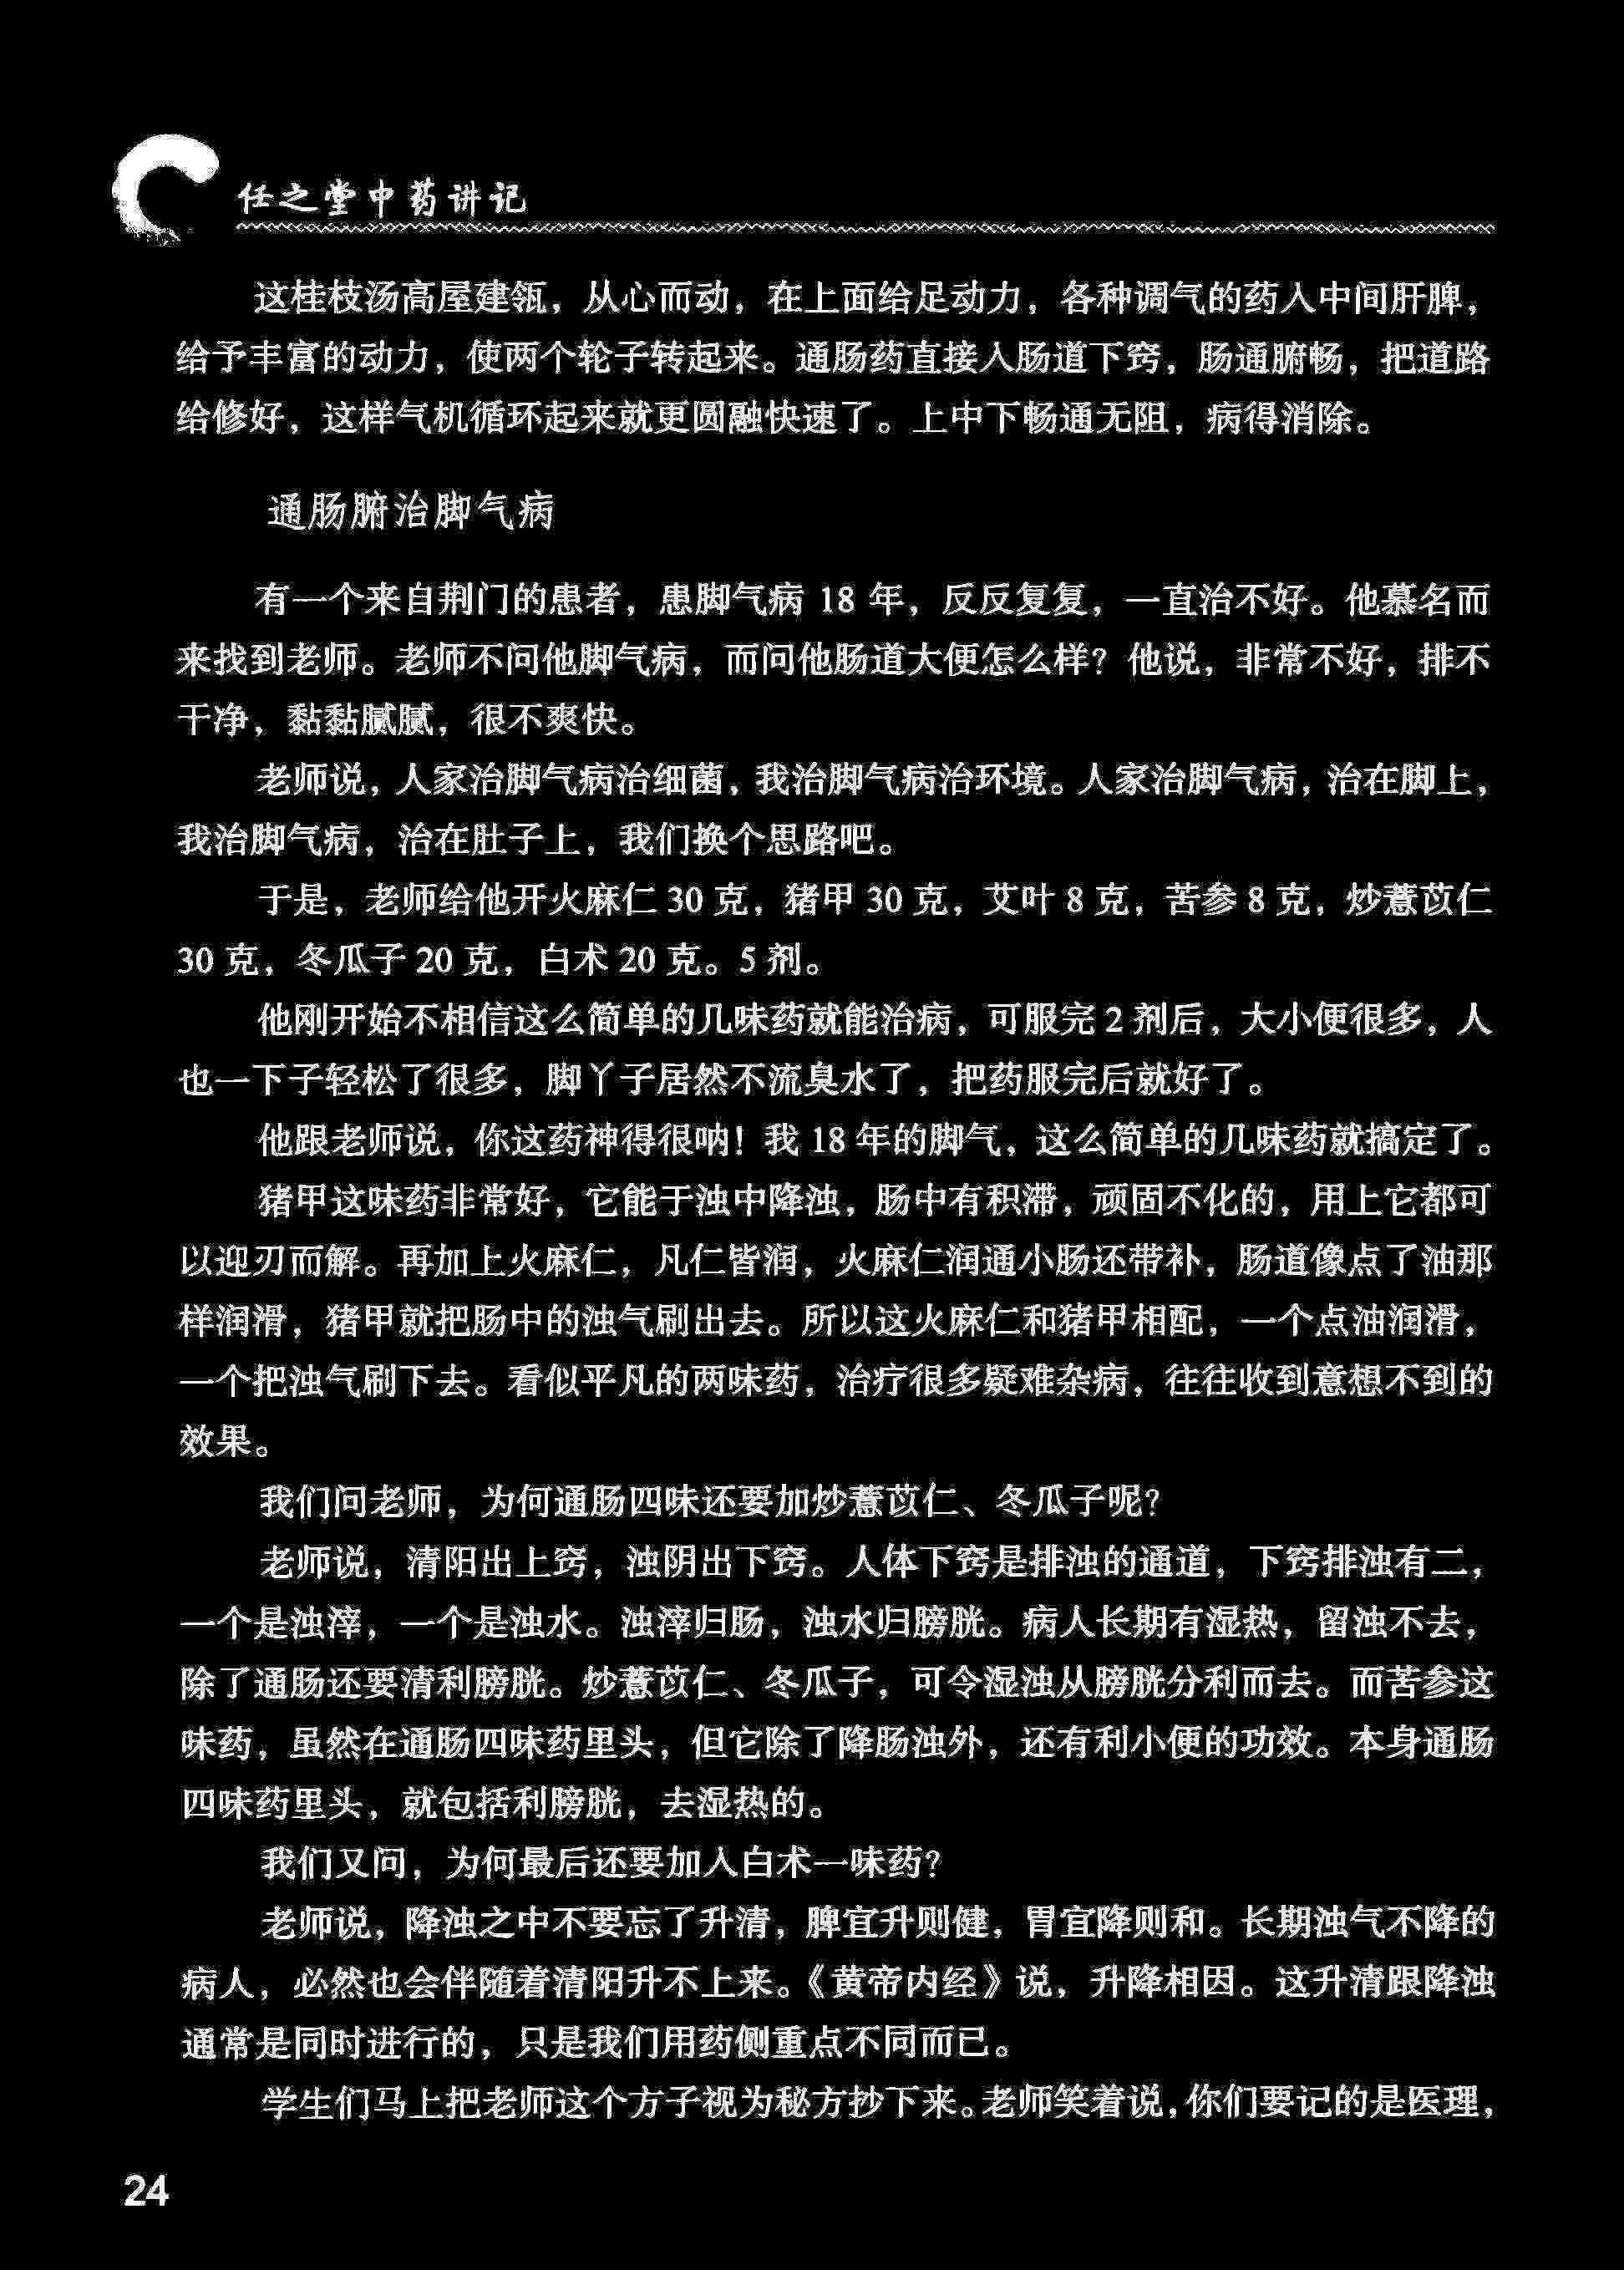 任之堂中药讲记
这桂枝汤高屋建瓴，从心而动，在上面给足动力，各种调气的药入中间肝脾，
给予丰富的动力，使两个轮子转起来。通肠药直接入肠道下窍，肠通腑畅，把道路
给修好，这样气机循环起来就更圆融快速了。上中下畅通无阻，病得消除。
通肠腑治脚气病
有一个来自荆门的患者，患脚气病 18 年，反反复复，一直治不好。他慕名而
来找到老师。老师不问他脚气病，而问他肠道大便怎么样？他说，非常不好，排不
干净，黏黏腻腻，很不爽快。
老师说，人家治脚气病治细菌，我治脚气病治环境。人家治脚气病，治在脚上，
我治脚气病，治在肚子上，我们换个思路吧。
于是，老师给他开火麻仁 30 克，猪甲 30 克，艾叶 8 克，苦参 8 克，炒薏苡仁
30 克，冬瓜子 20 克，白术 20 克。5 剂。
他刚开始不相信这么简单的几味药就能治病，可服完 2 剂后，大小便很多，人
也一下子轻松了很多，脚丫子居然不流臭水了，把药服完后就好了。
他跟老师说，你这药神得很呐！我 18 年的脚气，这么简单的几味药就搞定了。
猪甲这味药非常好，它能于浊中降浊，肠中有积滞，顽固不化的，用上它都可
以迎刃而解。再加上火麻仁，凡仁皆润，火麻仁润通小肠还带补，肠道像点了油那
样润滑，猪甲就把肠中的浊气刷出去。所以这火麻仁和猪甲相配，一个点油润滑，
一个把浊气刷下去。看似平凡的两味药，治疗很多疑难杂病，往往收到意想不到的
效果。
我们问老师，为何通肠四味还要加炒薏苡仁、冬瓜子呢？
老师说，清阳出上窍，浊阴出下窍。人体下窍是排浊的通道，下窍排浊有二，
一个是浊滓，一个是浊水。浊滓归肠，浊水归膀胱。病人长期有湿热，留浊不去，
除了通肠还要清利膀胱。炒薏苡仁、冬瓜子，可令湿浊从膀胱分利而去。而苦参这
味药，虽然在通肠四味药里头，但它除了降肠浊外，还有利小便的功效。本身通肠
四味药里头，就包括利膀胱，去湿热的。
我们又问，为何最后还要加入白术一味药？
老师说，降浊之中不要忘了升清，脾宜升则健，胃宜降则和。长期浊气不降的
病人，必然也会伴随着清阳升不上来。《黄帝内经》说，升降相因。这升清跟降浊
通常是同时进行的，只是我们用药侧重点不同而已。
学生们马上把老师这个方子视为秘方抄下来。老师笑着说，你们要记的是医理，
24